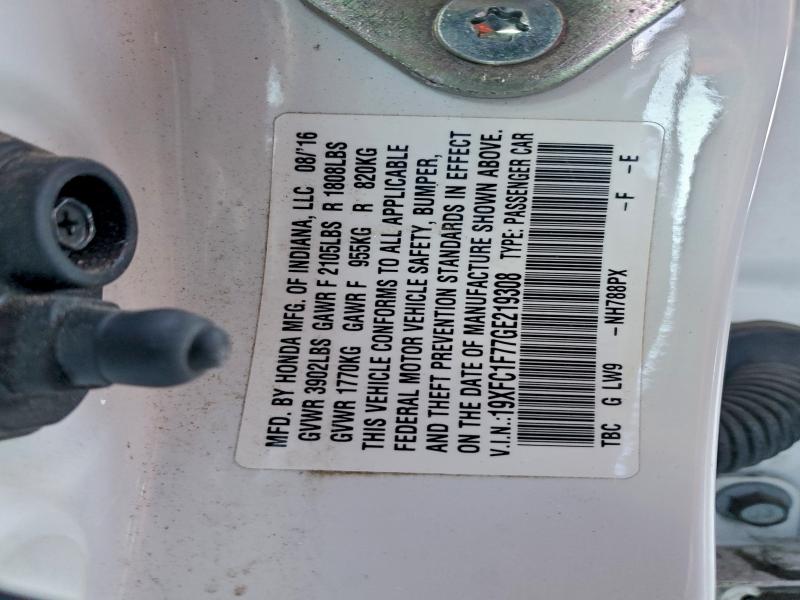 MFD. BY HONDA MFG. OF INDIANA, LLC 08/'16
GVWR 3902LBS GAWR F 2105LBS R 1808LBS
GVWR 1770KG GAWR F 955KG R 820KG
THIS VEHICLE CONFORMS TO ALL APPLICABLE
FEDERAL MOTOR VEHICLE SAFETY, BUMPER,
AND THEFT PREVENTION STANDARDS IN EFFECT
ON THE DATE OF MANUFACTURE SHOWN ABOVE.
V.I.N.:19XFC1F77GE219308 TYPE: PASSENGER CAR
TBC G LW9 -NH788PX -F -E